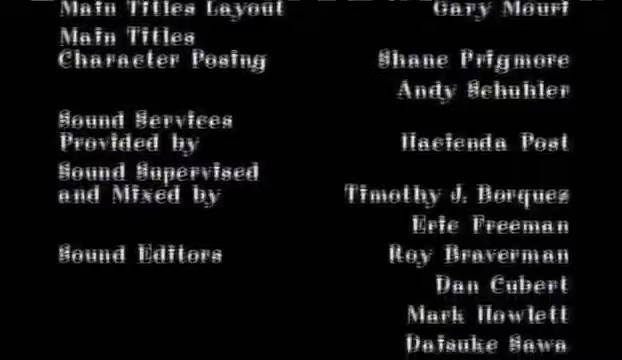 Main Titles Layout Gary Mouri
Main Titles
Character Posing Shane Prigmore
Andy Schuhler
Sound Services
Provided by Hacienda Post
Sound Supervised
and Mixed by Timothy J. Borquez
Eric Freeman
Sound Editors Roy Braverman
Dan Cubert
Mark Howlett
Daisuke Sawa